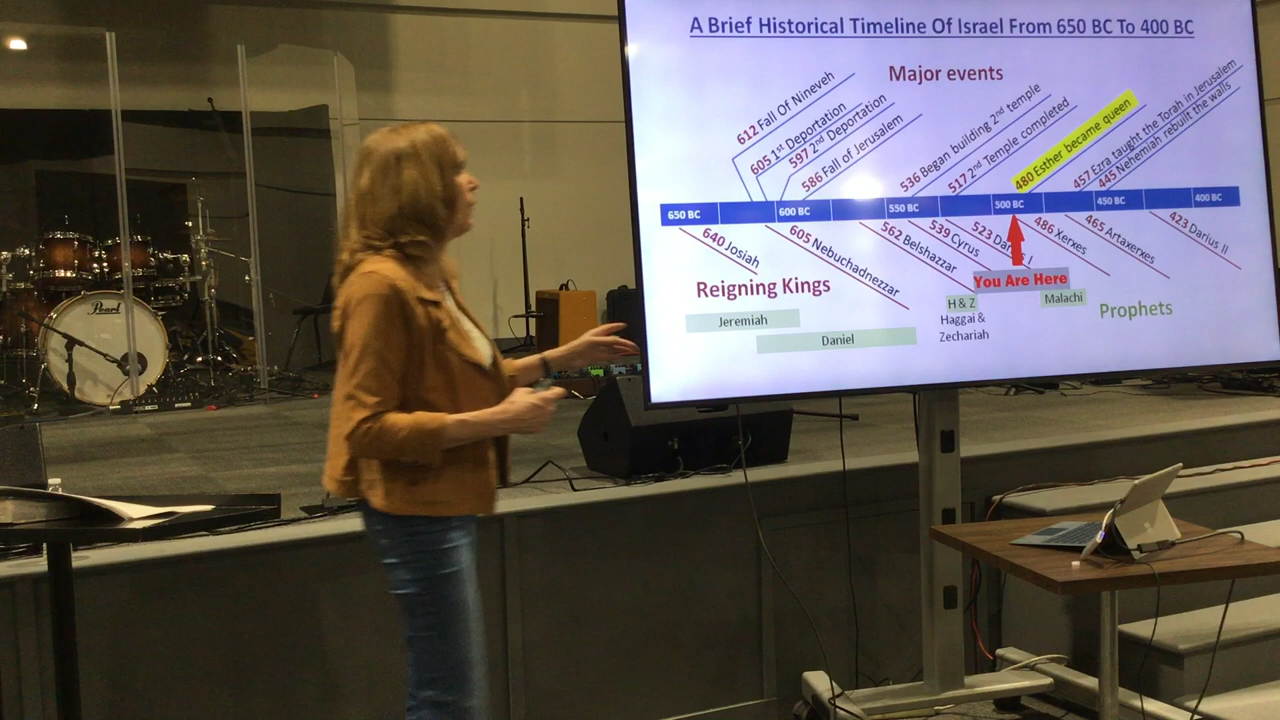 A Brief Historical Timeline Of Israel From 650 BC To 400 BC
Major events
612 Fall Of Nineveh
605 1st Deportation
597 2nd Deportation
586 Fall of Jerusalem
536 Began building 2nd temple
517 2nd Temple completed
480 Esther became queen
457 Ezra taught the Torah in Jerusalem
445 Nehemiah rebuilt the walls
650 BC
600 BC
550 BC
500 BC
450 BC
400 BC
640 Josiah
605 Nebuchadnezzar
562 Belshazzar
539 Cyrus
523 I
486 Xerxes
465 Artaxerxes
423 Darius II
You Are Here
Reigning Kings
Jeremiah
Daniel
H & Z
Haggai &
Zechariah
Malachi
Prophets
Pearl